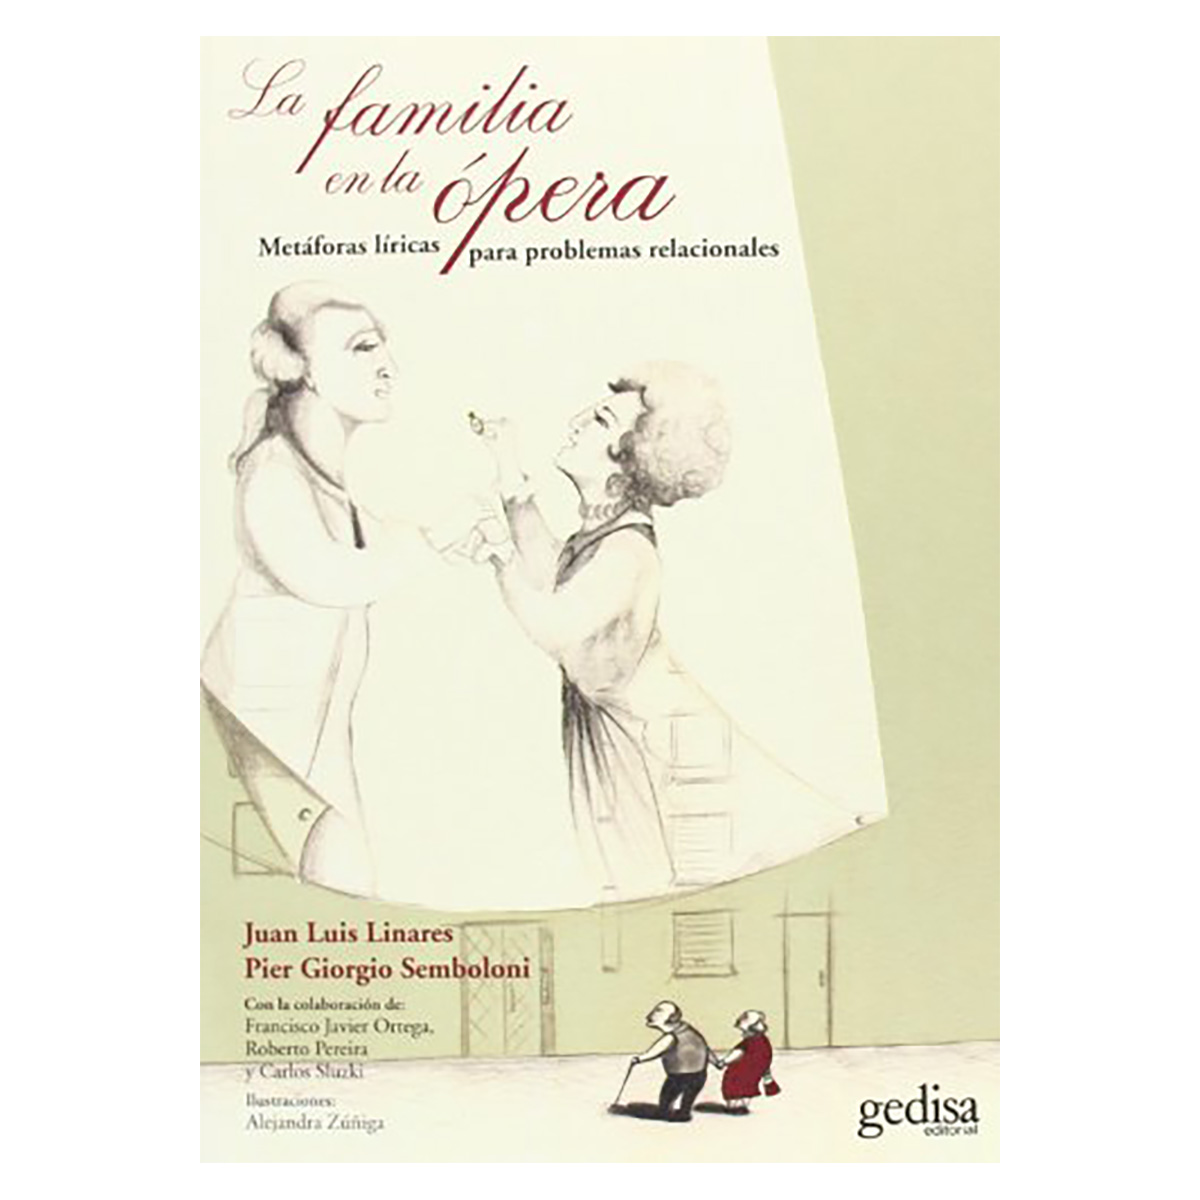 La familia
en la ópera
Metáforas líricas para problemas relacionales
Juan Luis Linares
Pier Giorgio Semboloni
Con la colaboración de:
Francisco Javier Ortega,
Roberto Pereira
y Carlos Sluzki
Ilustraciones:
Alejandra Zúñiga
gedisa
editorial